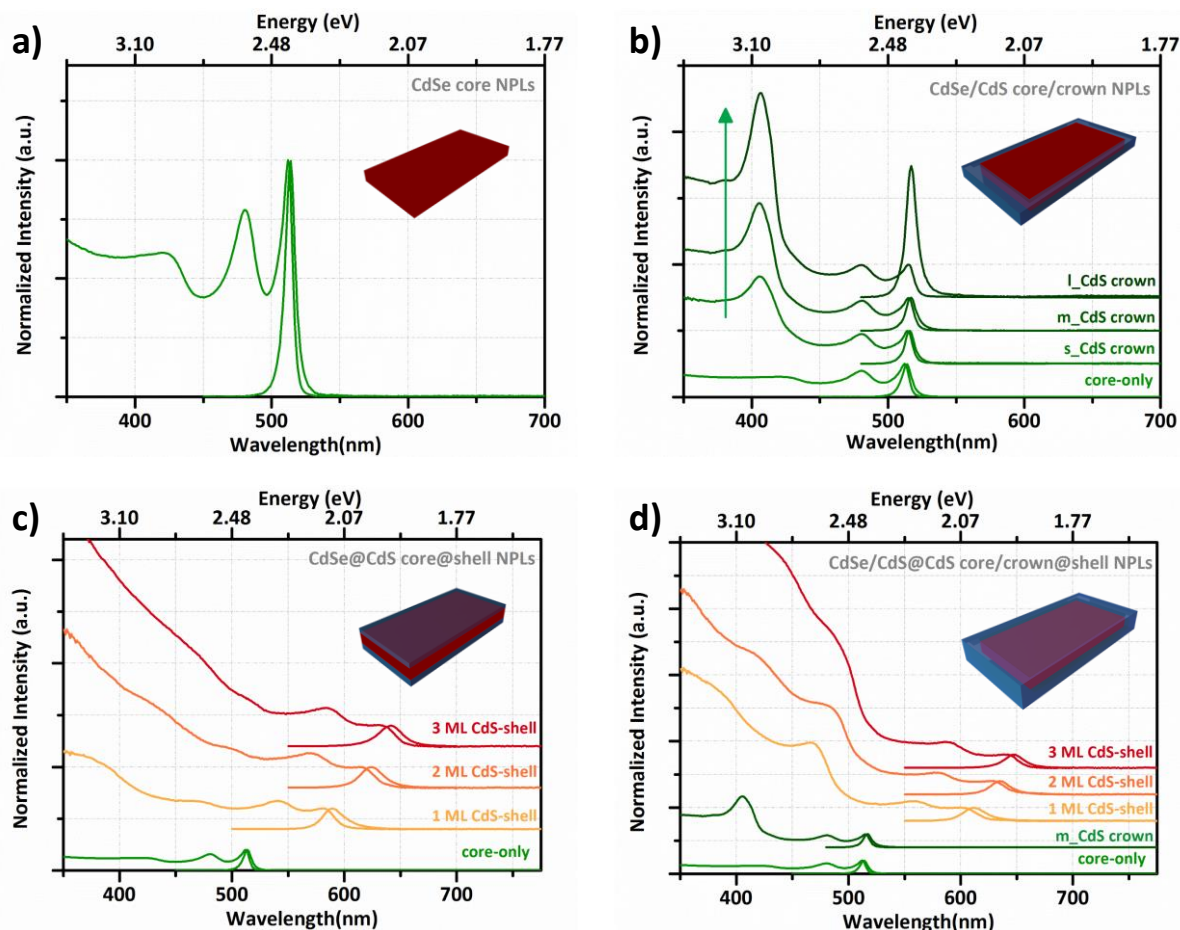 a)
Energy (eV)
3.10 2.48 2.07 1.77
CdSe core NPLs
Normalized Intensity (a.u.)
400 500 600 700
Wavelength(nm)
b)
Energy (eV)
3.10 2.48 2.07 1.77
CdSe/CdS core/crown NPLs
Normalized Intensity (a.u.)
l_CdS crown
m_CdS crown
s_CdS crown
core-only
400 500 600 700
Wavelength(nm)
c)
Energy (eV)
3.10 2.48 2.07 1.77
CdSe@CdS core@shell NPLs
Normalized Intensity (a.u.)
3 ML CdS-shell
2 ML CdS-shell
1 ML CdS-shell
core-only
400 500 600 700
Wavelength(nm)
d)
Energy (eV)
3.10 2.48 2.07 1.77
CdSe/CdS@CdS core/crown@shell NPLs
Normalized Intensity (a.u.)
3 ML CdS-shell
2 ML CdS-shell
1 ML CdS-shell
m_CdS crown
core-only
400 500 600 700
Wavelength(nm)